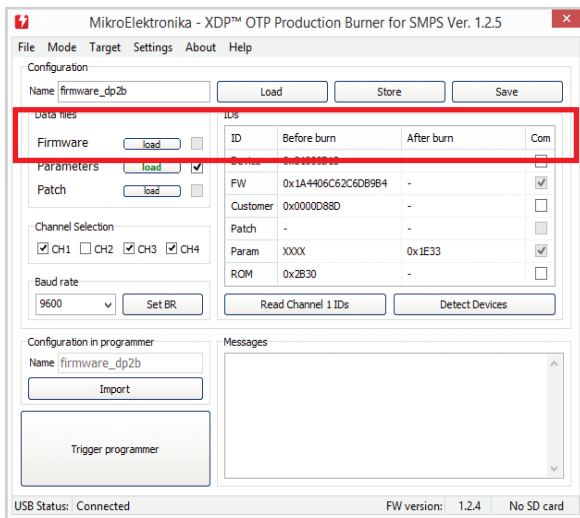 MikroElektronika - XDP™ OTP Production Burner for SMPS Ver. 1.2.5
File Mode Target Settings About Help
Configuration
Name firmware_dp2b Load Store Save
Data files
Firmware load
Parameters load
Patch load
Channel Selection
CH1 CH2 CH3 CH4
Baud rate
9600 Set BR
IDs
ID Before burn After burn Com
FW 0x1A4406C62C6DB9B4 -
Customer 0x0000D88D -
Patch - -
Param XXXX 0x1E33
ROM 0x2B30 -
Read Channel 1 IDs Detect Devices
Configuration in programmer
Name firmware_dp2b
Import
Trigger programmer
Messages
USB Status: Connected FW version: 1.2.4 No SD card